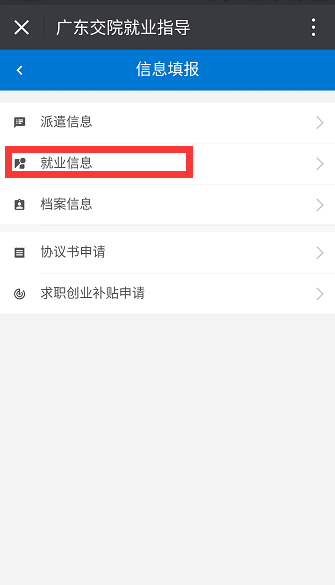 广东交院就业指导
信息填报
派遣信息
就业信息
档案信息
协议书申请
求职创业补贴申请